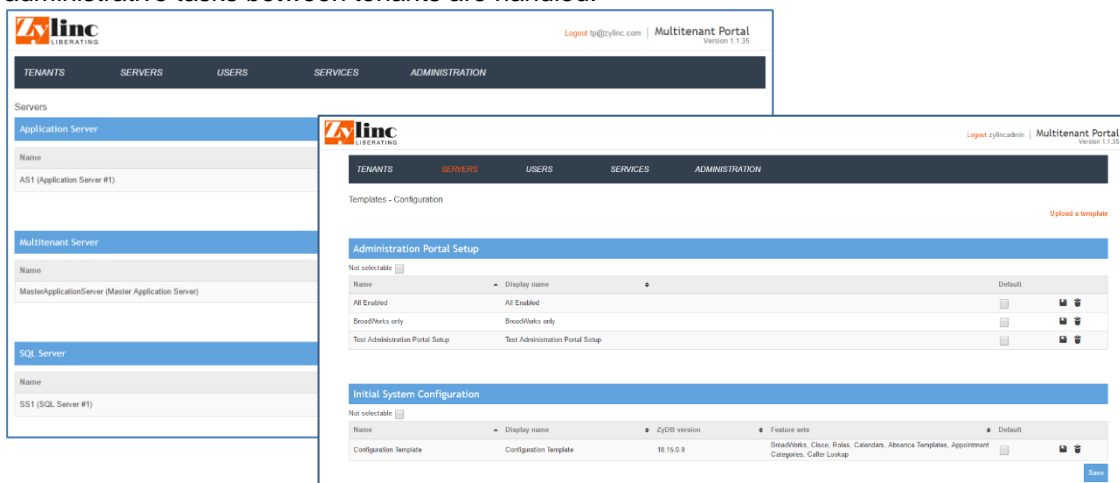 administrative tasks between tenants are handled.
Zylinc
LIBERATING
Logout tp@zylinc.com | Multitenant Portal
Version 1.1.35
TENANTS SERVERS USERS SERVICES ADMINISTRATION
Servers
Application Server
Name
AS1 (Application Server #1)
Multitenant Server
Name
MasterApplicationServer (Master Application Server)
SQL Server
Name
SS1 (SQL Server #1)
Zylinc
LIBERATING
Logout zylincadmin | Multitenant Portal
Version 1.1.35
TENANTS SERVERS USERS SERVICES ADMINISTRATION
Templates - Configuration
Upload a template
Administration Portal Setup
Not selectable
Name Display name Default
All Enabled All Enabled
BroadWorks only BroadWorks only
Test Administration Portal Setup Test Administration Portal Setup
Initial System Configuration
Not selectable
Name Display name ZyDB version Feature sets Default
Configuration Template Configuration Template 18.15.0.0 BroadWorks, Cisco, Roles, Calendars, Absence Templates, Appointment
Categories, Caller Lookup
Save